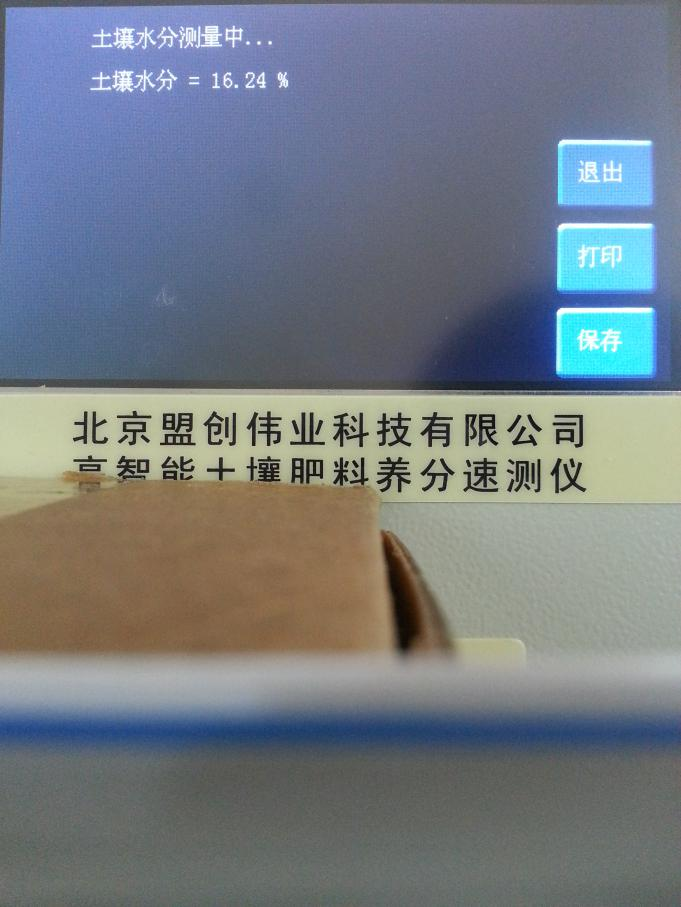 土壤水分测量中...
土壤水分 = 16.24 %
退出
打印
保存
北京盟创伟业科技有限公司
高智能土壤肥料养分速测仪